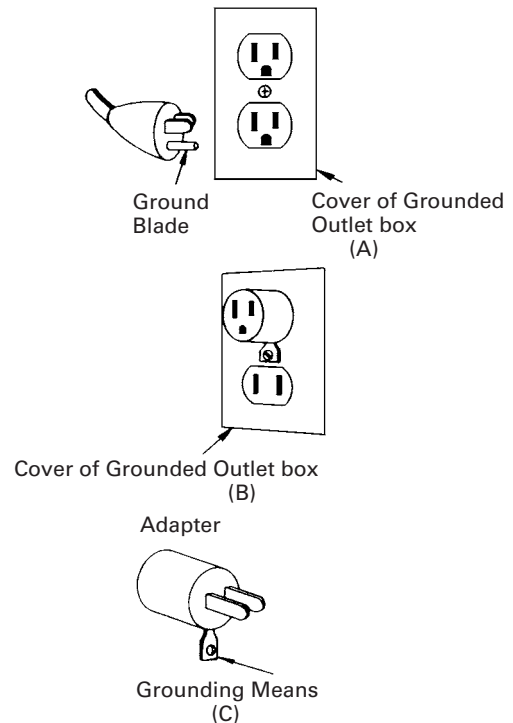 Ground
Blade
Cover of Grounded
Outlet box
(A)
Cover of Grounded Outlet box
(B)
Adapter
Grounding Means
(C)